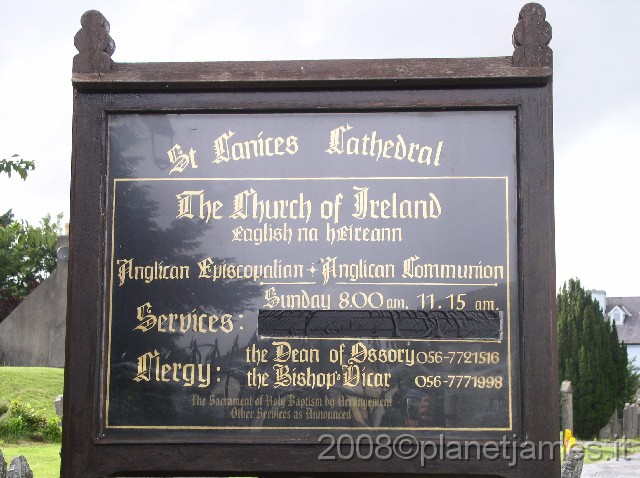 St Canices Cathedral
The Church of Ireland
Eaglish na hEireann
Anglican Episcopalian + Anglican Communion
Services: Sunday 8.00 am. 11.15 am.
Clergy: the Dean of Ossory 056-7721516
the Bishop's Vicar 056-7771998
The Sacrament of Holy Baptism by Arrangement
Other Services as Announced
2008©planetjames.it